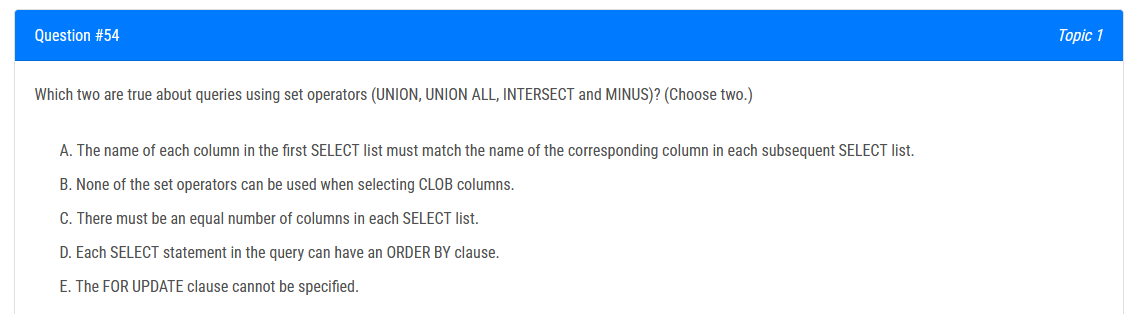 Question #54 Topic 1
Which two are true about queries using set operators (UNION, UNION ALL, INTERSECT and MINUS)? (Choose two.)
A. The name of each column in the first SELECT list must match the name of the corresponding column in each subsequent SELECT list.
B. None of the set operators can be used when selecting CLOB columns.
C. There must be an equal number of columns in each SELECT list.
D. Each SELECT statement in the query can have an ORDER BY clause.
E. The FOR UPDATE clause cannot be specified.